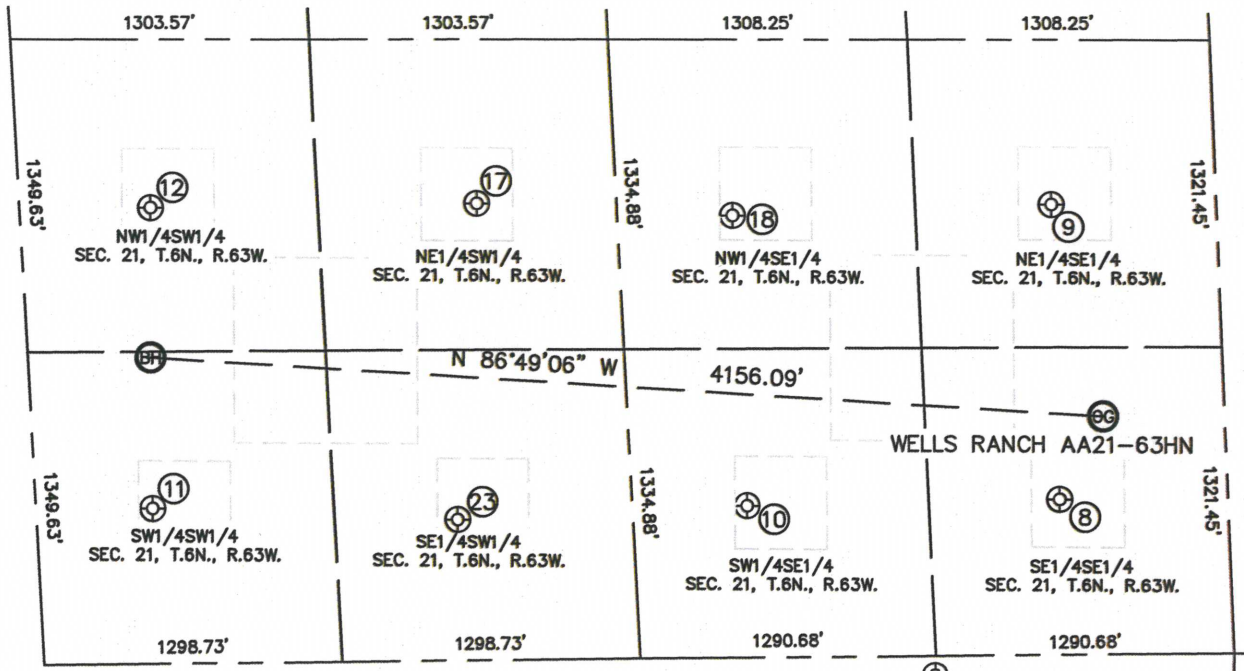 1303.57'
1303.57'
1308.25'
1308.25'
1349.63'
12
17
1334.88'
18
9
1321.45'
NW1/4SW1/4
SEC. 21, T.6N., R.63W.
NE1/4SW1/4
SEC. 21, T.6N., R.63W.
NW1/4SE1/4
SEC. 21, T.6N., R.63W.
NE1/4SE1/4
SEC. 21, T.6N., R.63W.
BH
N 86°49'06" W
4156.09'
WELLS RANCH AA21-63HN
1349.63'
11
23
1334.88'
10
8
1321.45'
SW1/4SW1/4
SEC. 21, T.6N., R.63W.
SE1/4SW1/4
SEC. 21, T.6N., R.63W.
SW1/4SE1/4
SEC. 21, T.6N., R.63W.
SE1/4SE1/4
SEC. 21, T.6N., R.63W.
1298.73'
1298.73'
1290.68'
1290.68'